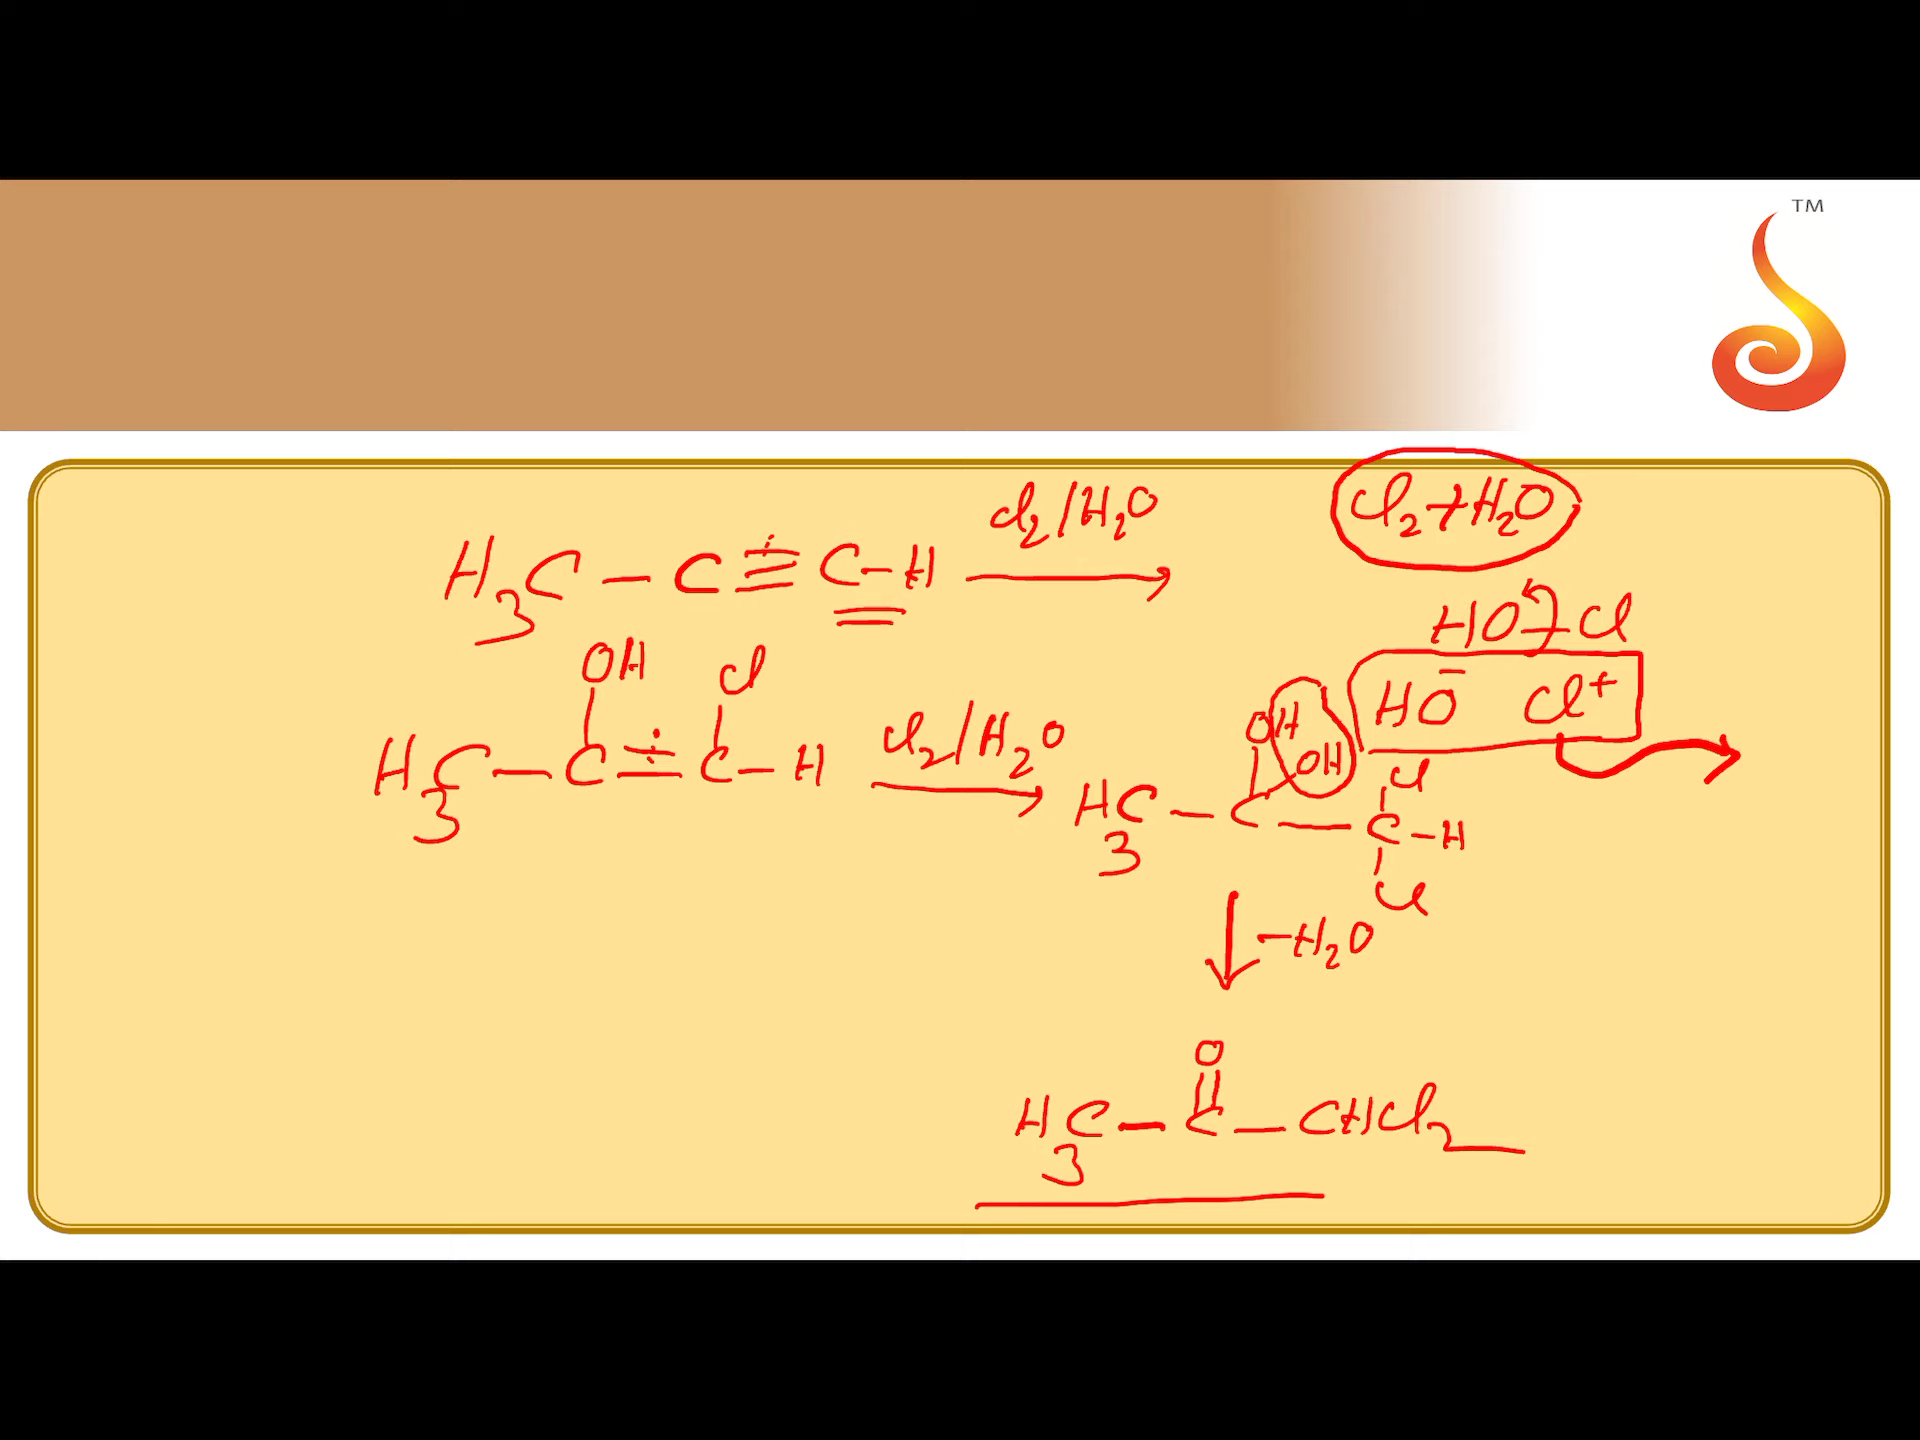 TM
H3C - C ≡ C - H Cl2/H2O → Cl2 + H2O
HO - Cl
HO⁻ Cl⁺
OH Cl
H3C - C = C - H Cl2/H2O →
OH OH Cl
H3C - C - C - H
Cl
↓ -H2O
O
||
H3C - C - CHCl2